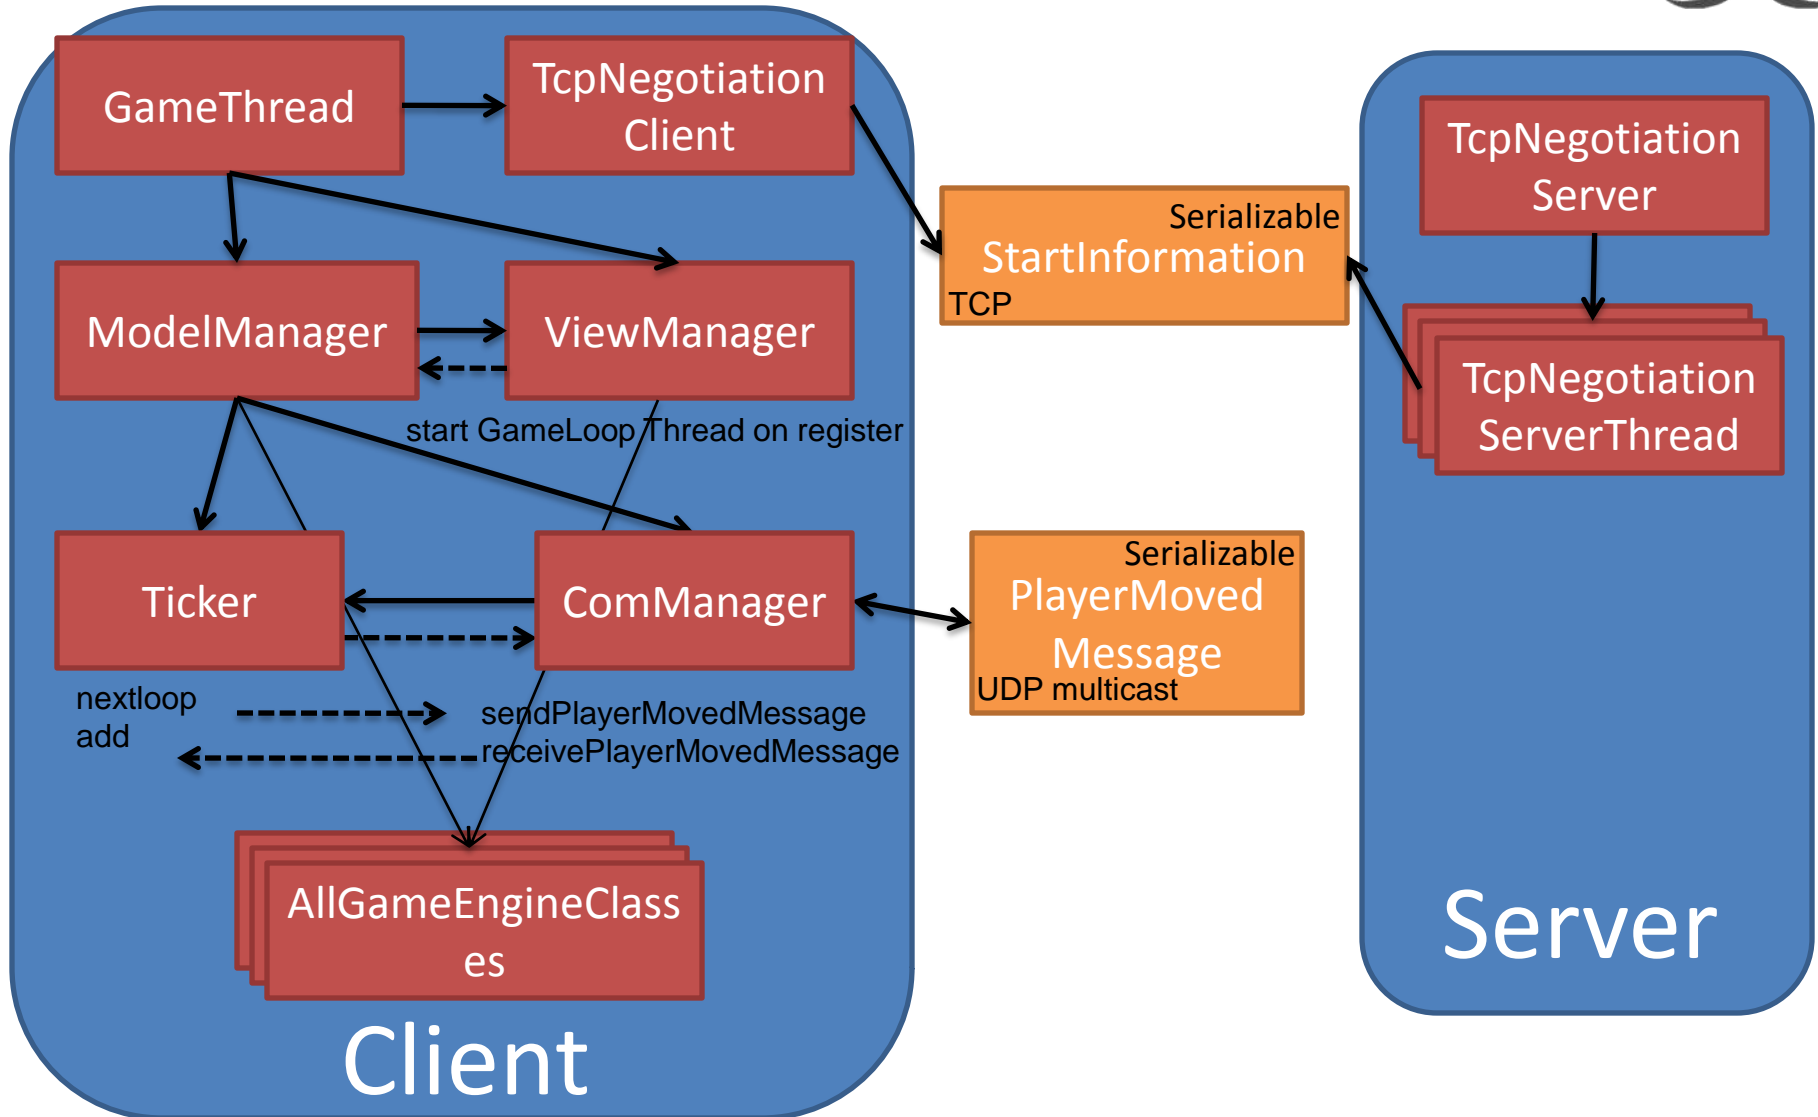 GameThread
TcpNegotiation
Client
TcpNegotiation
Server
Serializable
StartInformation
TCP
ModelManager
ViewManager
TcpNegotiation
ServerThread
start GameLoop Thread on register
Ticker
ComManager
Serializable
PlayerMoved
Message
UDP multicast
nextloop
add
sendPlayerMovedMessage
receivePlayerMovedMessage
AllGameEngineClass
es
Server
Client